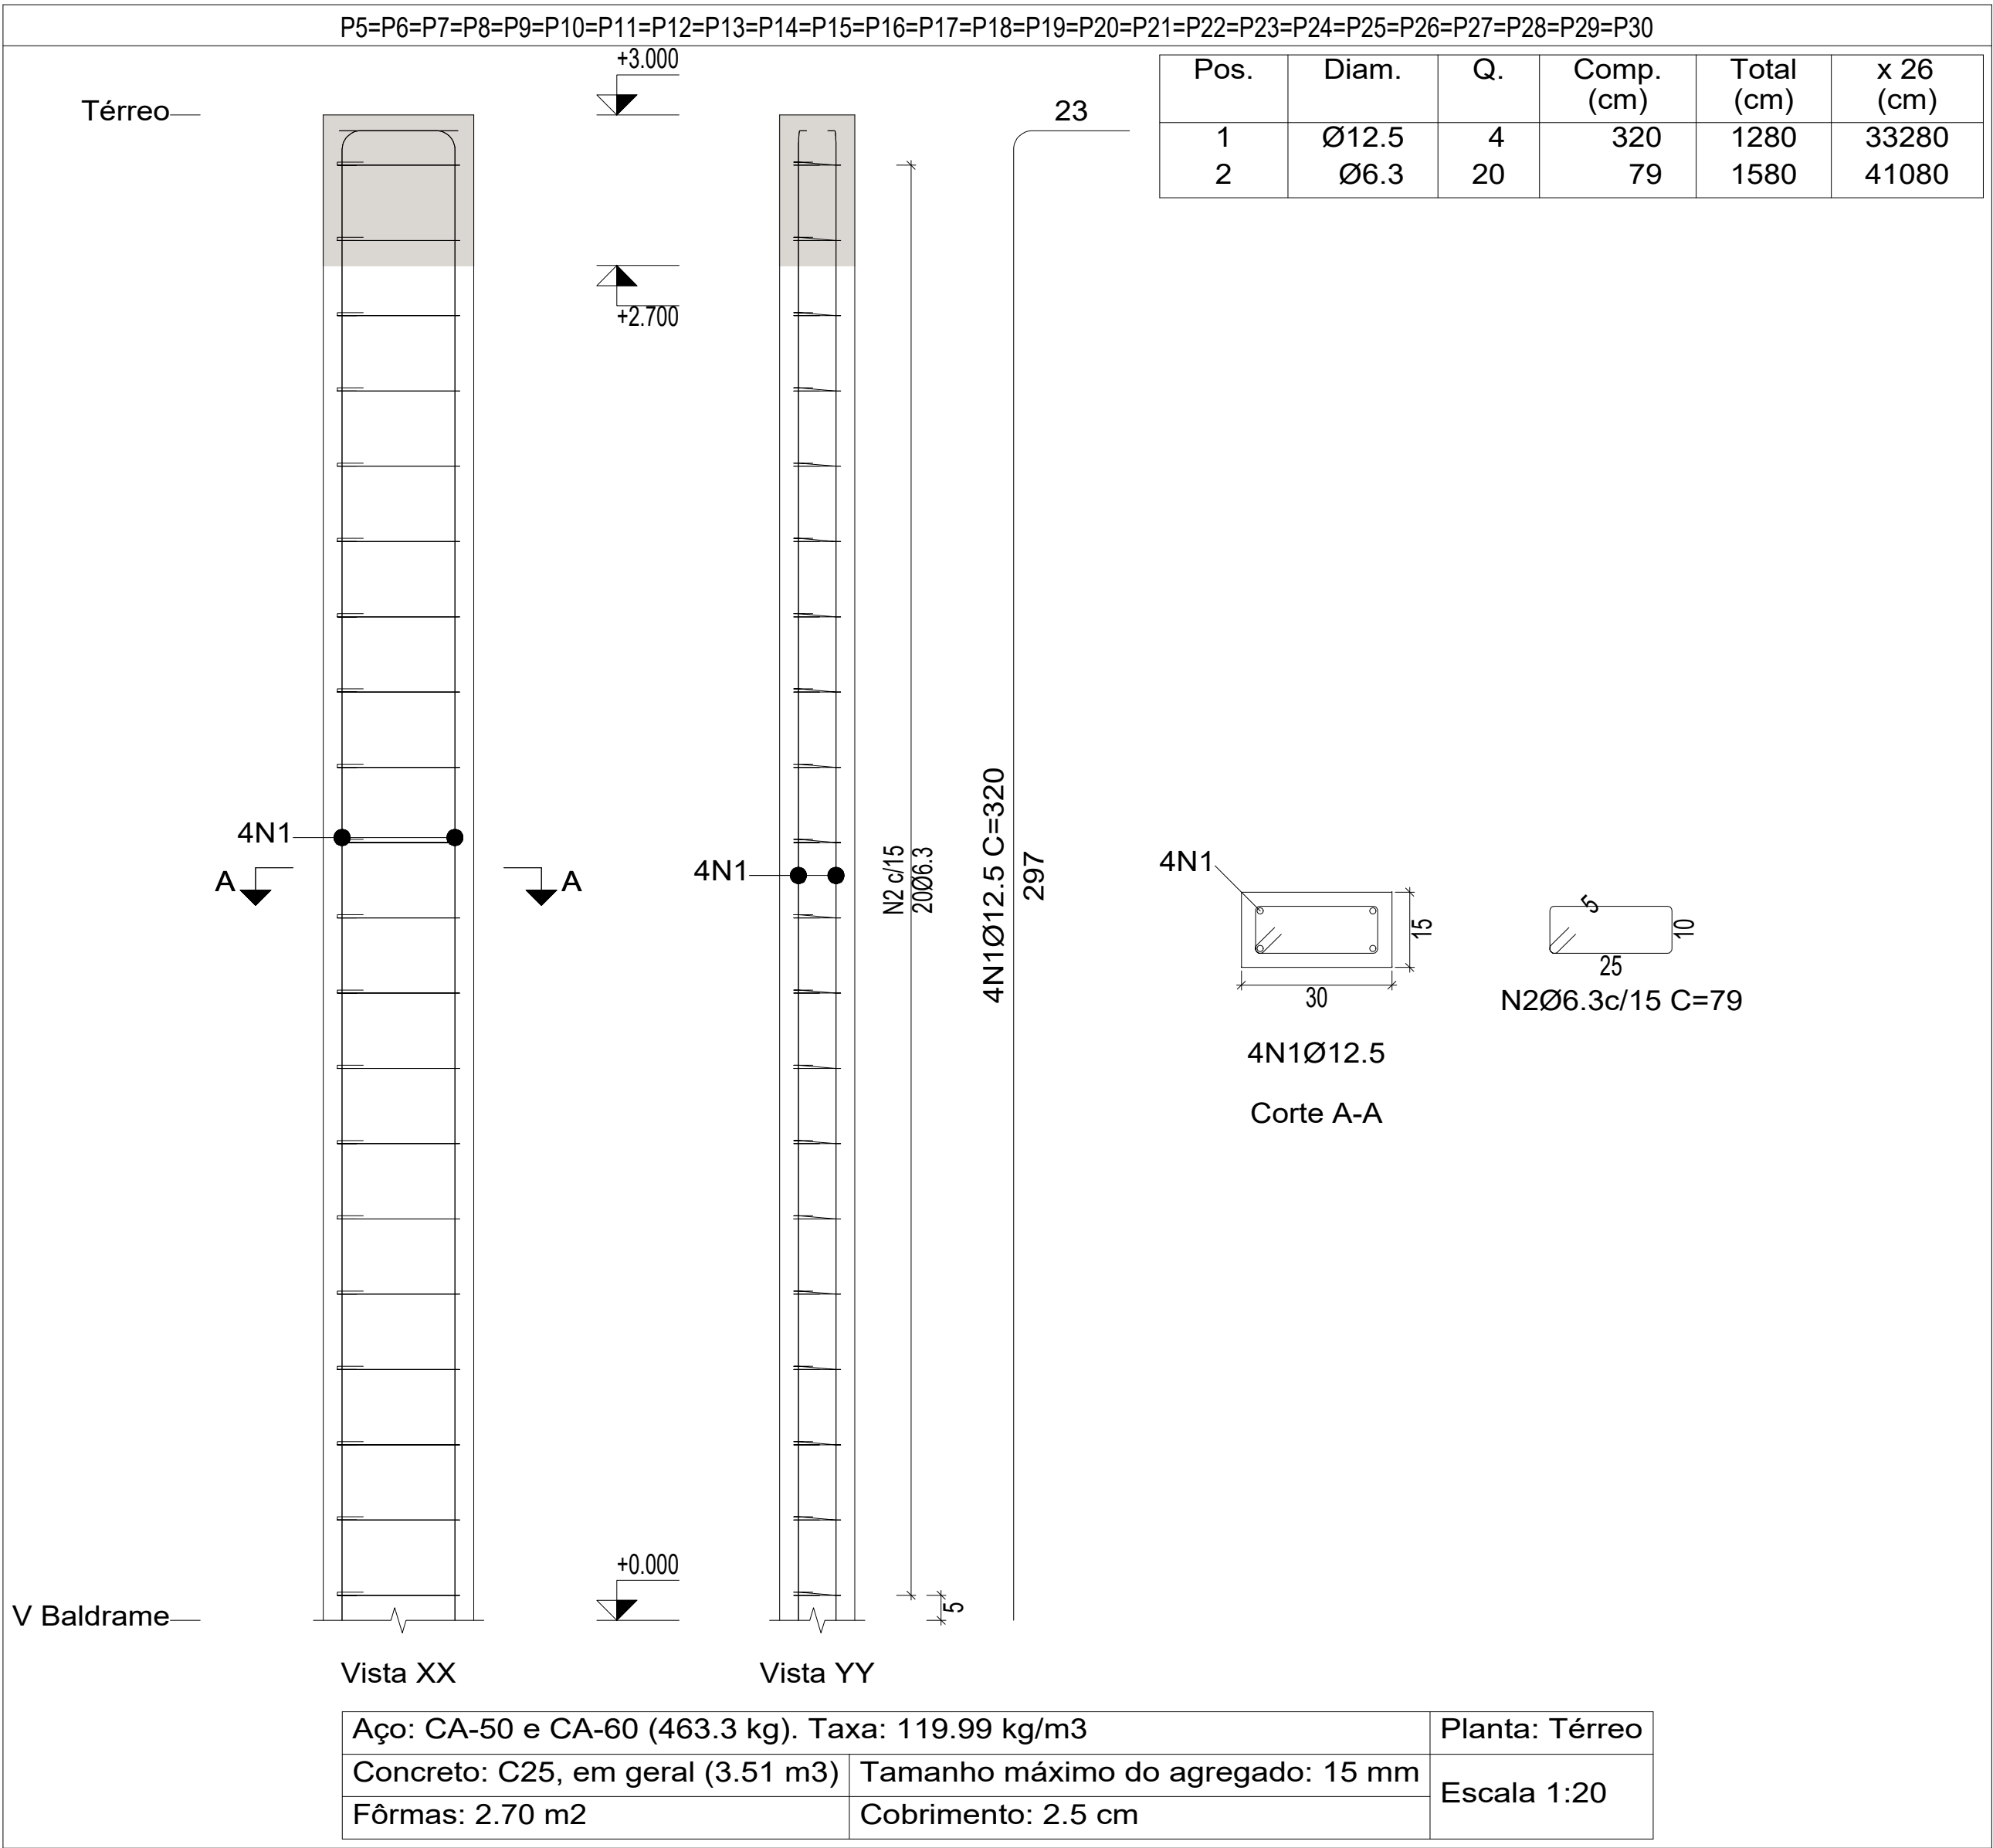 P5=P6=P7=P8=P9=P10=P11=P12=P13=P14=P15=P16=P17=P18=P19=P20=P21=P22=P23=P24=P25=P26=P27=P28=P29=P30
Pos. Diam. Q. Comp. (cm) Total (cm) x 26 (cm)
1 Ø12.5 4 320 1280 33280
2 Ø6.3 20 79 1580 41080
+3.000
Térreo
23
+2.700
4N1
A A
4N1
N2 c/15
20Ø6.3
4N1Ø12.5 C=320
297
4N1
15
30
4N1Ø12.5
Corte A-A
5
10
25
N2Ø6.3c/15 C=79
+0.000
5
V Baldrame
Vista XX
Vista YY
Aço: CA-50 e CA-60 (463.3 kg). Taxa: 119.99 kg/m3
Planta: Térreo
Concreto: C25, em geral (3.51 m3)
Tamanho máximo do agregado: 15 mm
Escala 1:20
Fôrmas: 2.70 m2
Cobrimento: 2.5 cm